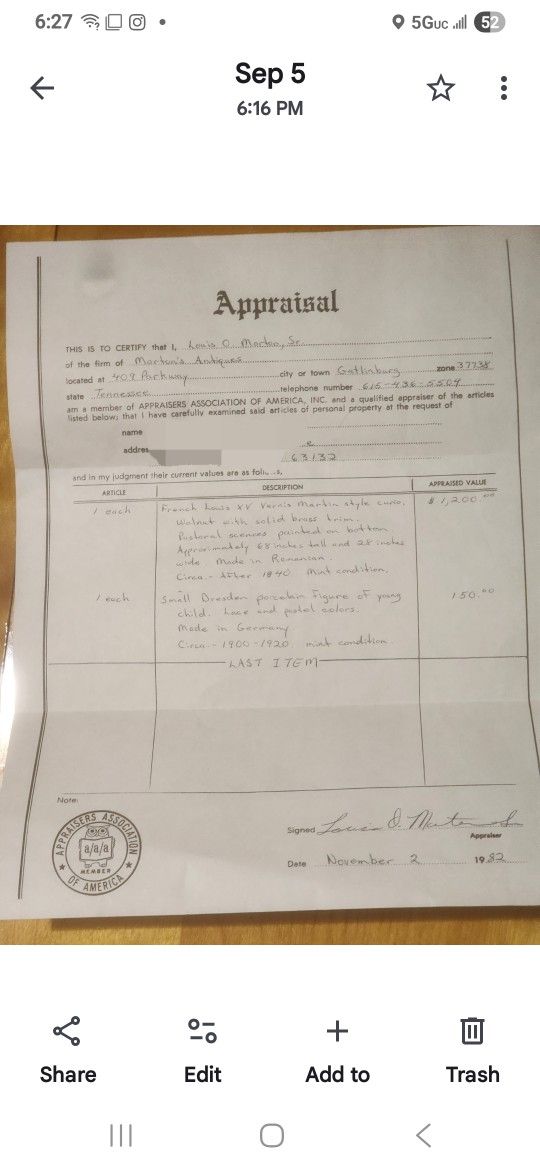 6:27
5Guc
52
Sep 5
6:16 PM
Appraisal
THIS IS TO CERTIFY that I, Louis O. Morton, Sr.
of the firm of Morton's Antiques
located at 409 Parkway city or town Gatlinburg zone 37738
state Tennessee telephone number 615-436-5504
am a member of APPRAISERS ASSOCIATION OF AMERICA, INC. and a qualified appraiser of the articles
listed below; that I have carefully examined said articles of personal property at the request of
name
addres
63132
and in my judgment their current values are as
ARTICLE DESCRIPTION APPRAISED VALUE
1 each French Louis XV Vernis Martin style curio. $1,200.00
Walnut with solid brass trim.
Pastoral scences painted on bottom
Approximately 68 inches tall and 28 inches
wide Made in
Circa - After 1840 Mint condition.
1 each Small Dresden porcelain figure of young 150.00
child. Lace and pastel colors.
Made in Germany
Circa - 1900-1920 mint condition
LAST ITEM
Note:
APPRAISERS ASSOCIATION OF AMERICA
a/a/a
MEMBER
Signed Louis O. Morton Sr
Appraiser
Date November 2 1982
Share
Edit
Add to
Trash